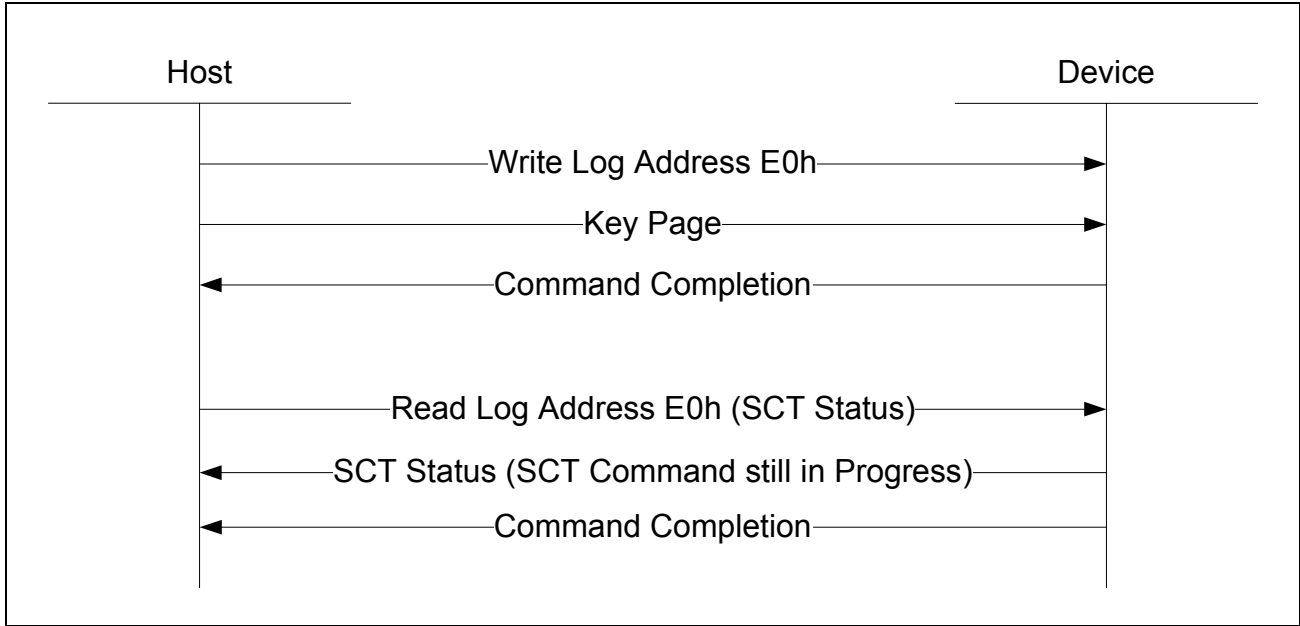 Host
Device
Write Log Address E0h
Key Page
Command Completion
Read Log Address E0h (SCT Status)
SCT Status (SCT Command still in Progress)
Command Completion